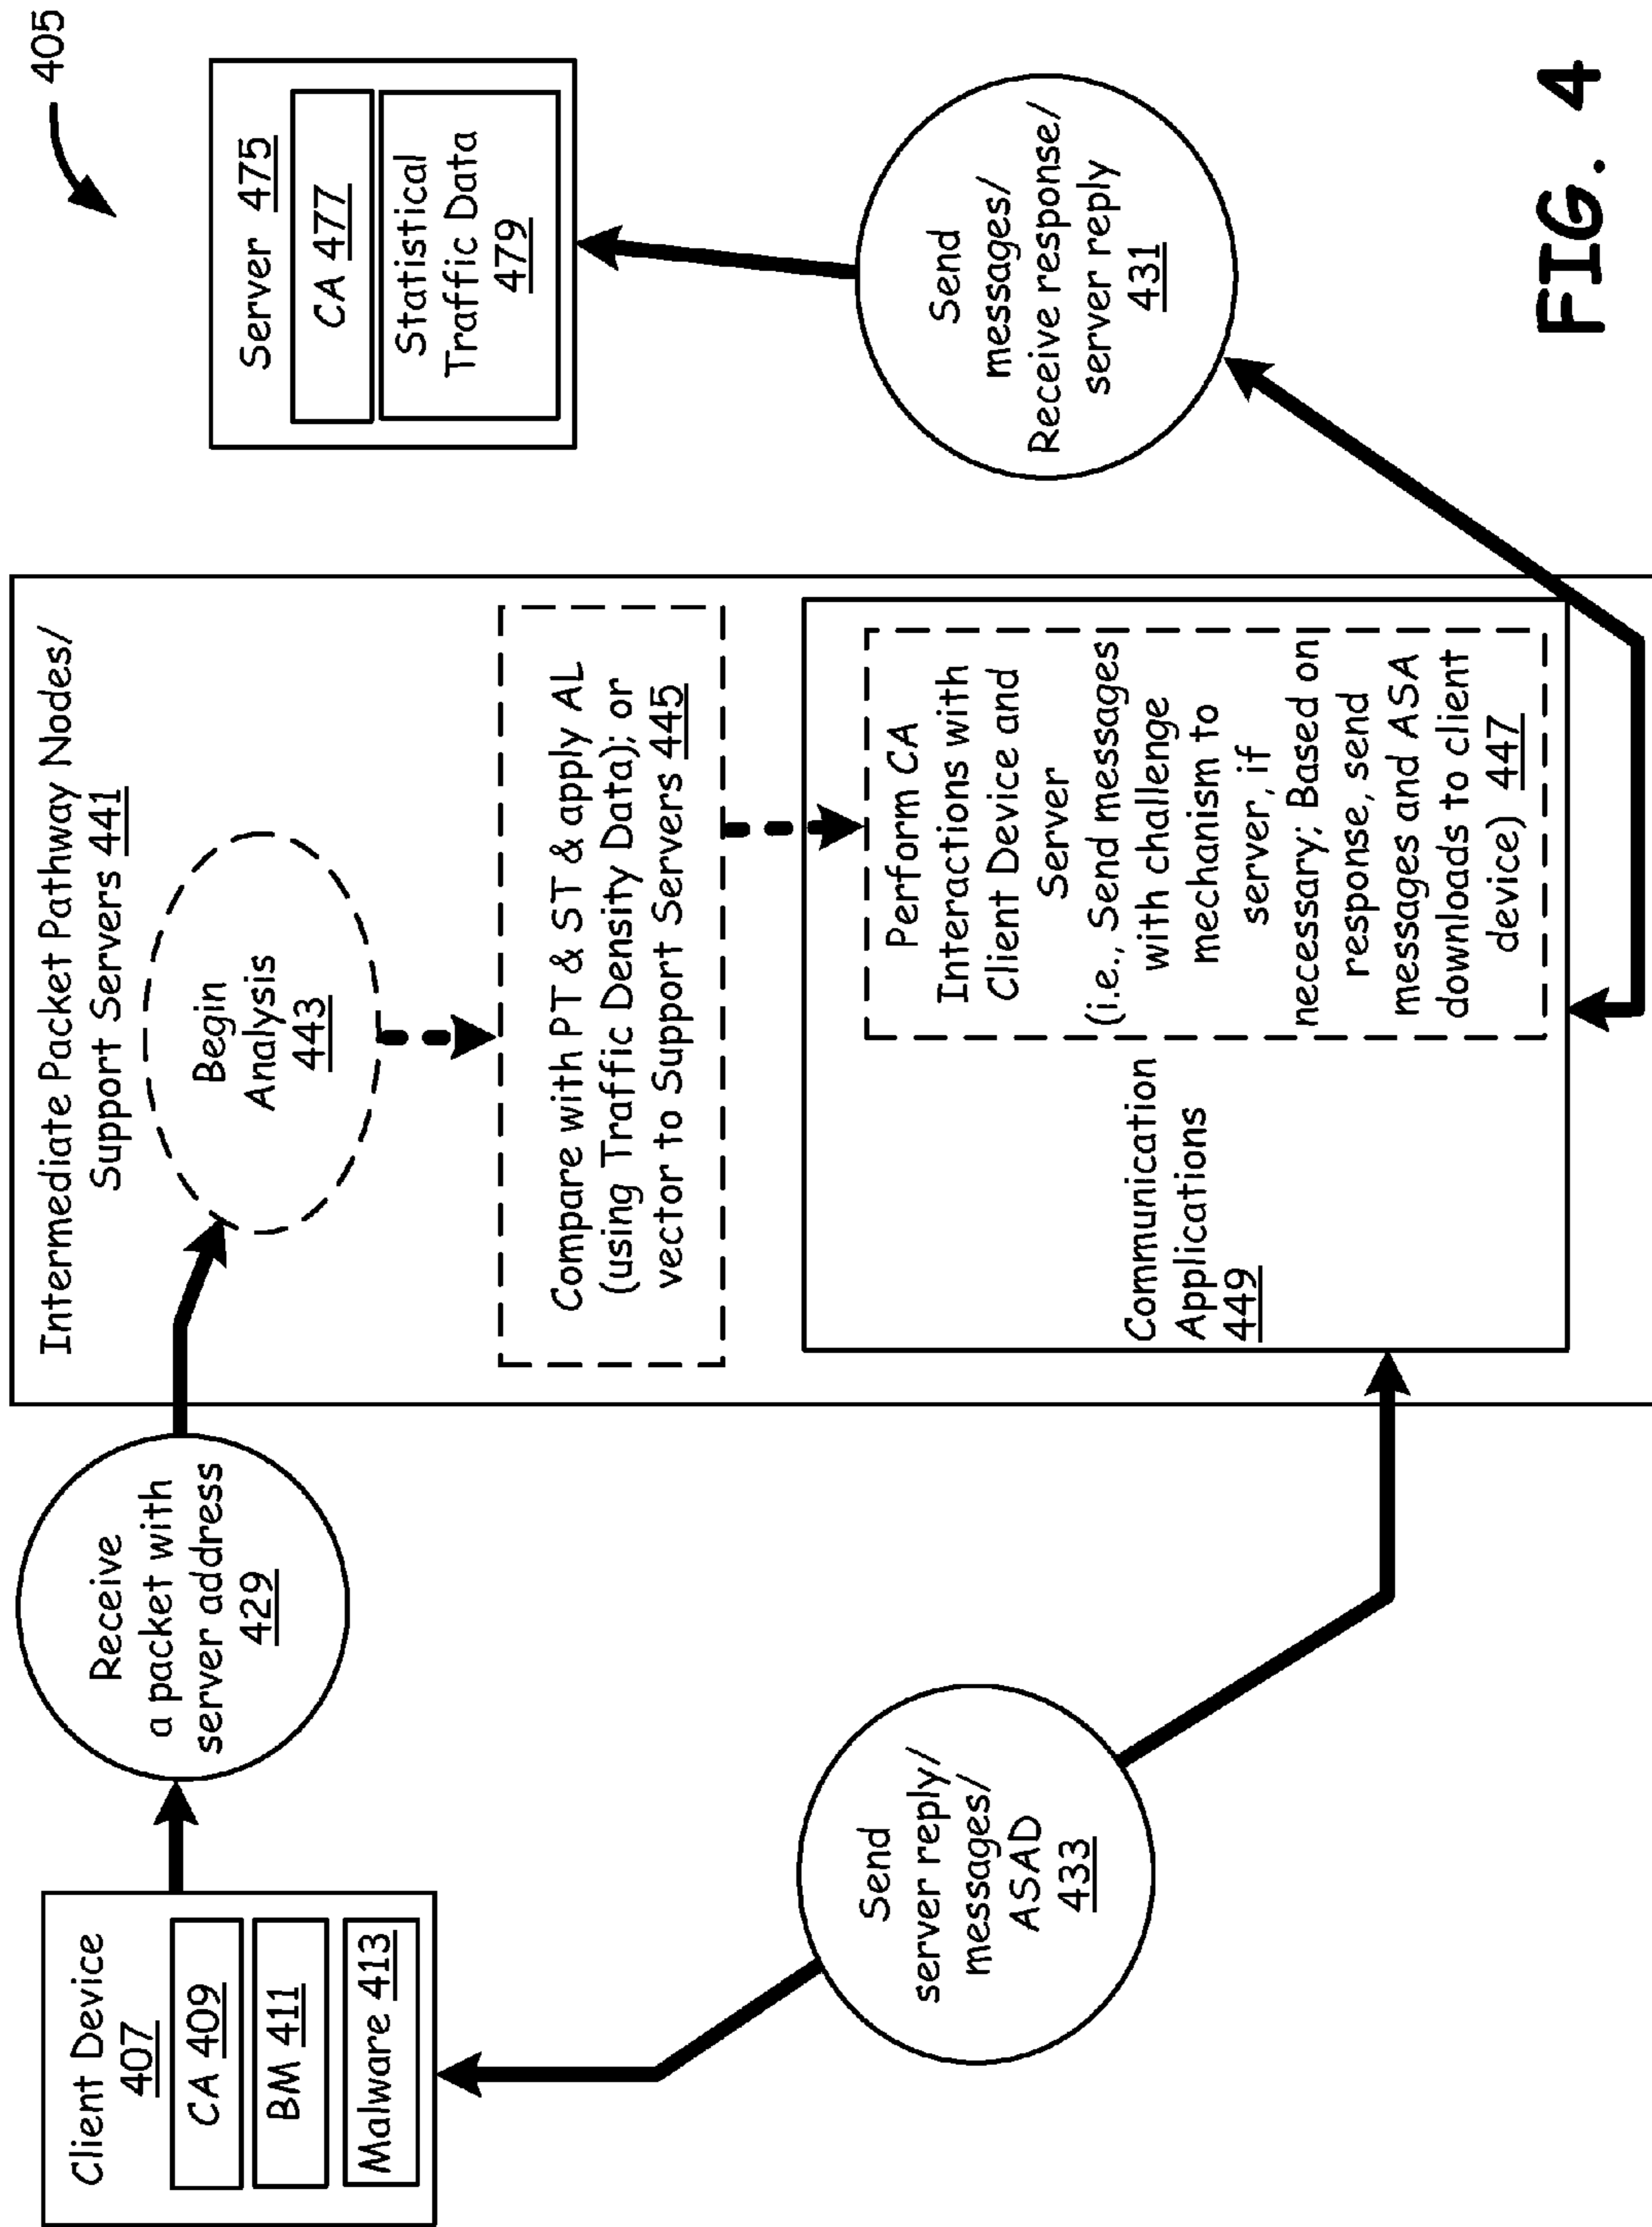 405
Client Device
407
CA 409
BM 411
Malware 413
Receive
a packet with
server address
429
Intermediate Packet Pathway Nodes/
Support Servers 441
Begin
Analysis
443
Compare with PT & ST & apply AL
(using Traffic Density Data); or
vector to Support Servers 445
Communication
Applications
449
Perform CA
Interactions with
Client Device and
Server
(i.e., Send messages
with challenge
mechanism to
server, if
necessary; Based on
response, send
messages and ASA
downloads to client
device) 447
Server 475
CA 477
Statistical
Traffic Data
479
Send
messages/
Receive response/
server reply
431
Send
server reply/
messages/
ASAD
433
FIG. 4